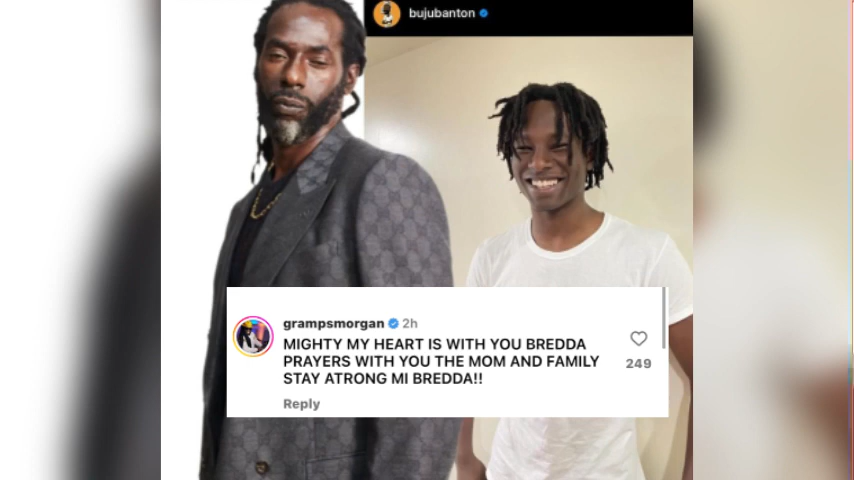 bujubanton
grampsmorgan 2h
MIGHTY MY HEART IS WITH YOU BREDDA
PRAYERS WITH YOU THE MOM AND FAMILY
STAY ATRONG MI BREDDA!!
249
Reply